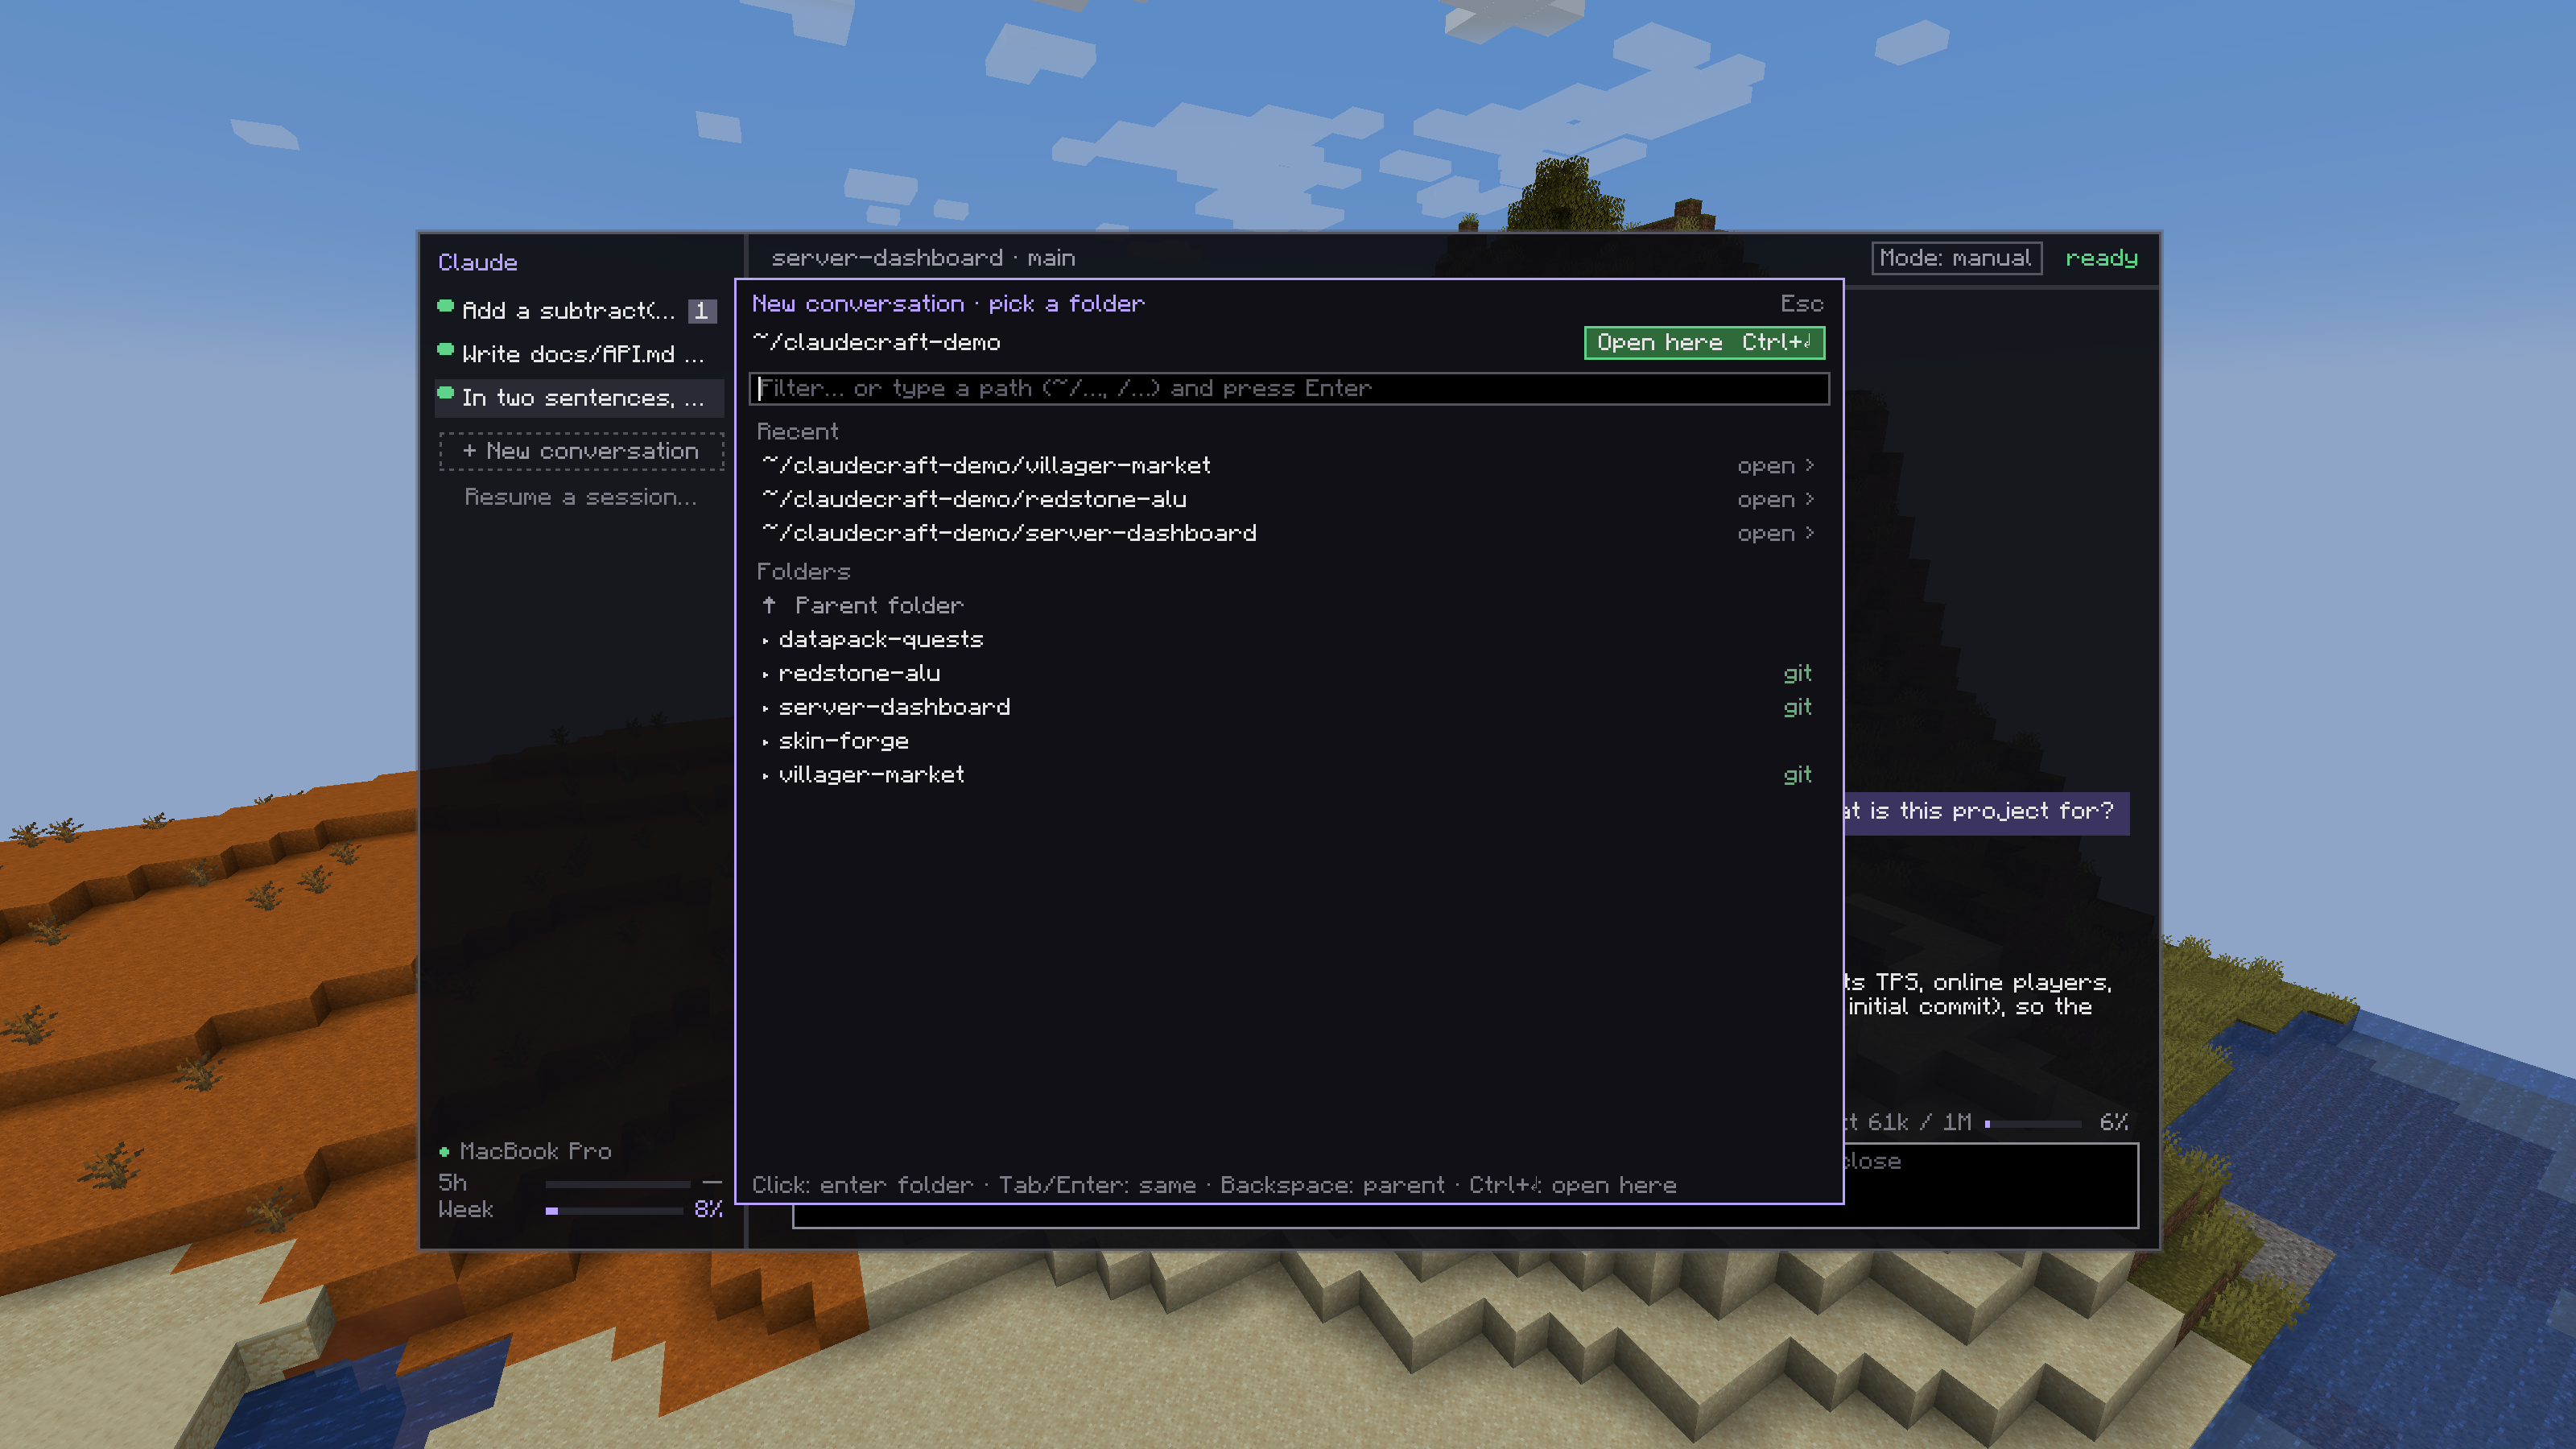 Claude
Add a subtract(... 1
Write docs/API.md ...
In two sentences, ...
+ New conversation
Resume a session...
MacBook Pro
5h —
Week 8%
server-dashboard · main
Mode: manual
ready
New conversation · pick a folder
Esc
~/claudecraft-demo
Open here Ctrl+↲
Filter... or type a path (~/..., /...) and press Enter
Recent
~/claudecraft-demo/villager-market open >
~/claudecraft-demo/redstone-alu open >
~/claudecraft-demo/server-dashboard open >
Folders
↑ Parent folder
▸ datapack-quests
▸ redstone-alu git
▸ server-dashboard git
▸ skin-forge
▸ villager-market git
Click: enter folder · Tab/Enter: same · Backspace: parent · Ctrl+↲: open here
is this project for?
TPS, online players,
initial commit), so the
61k / 1M 6%